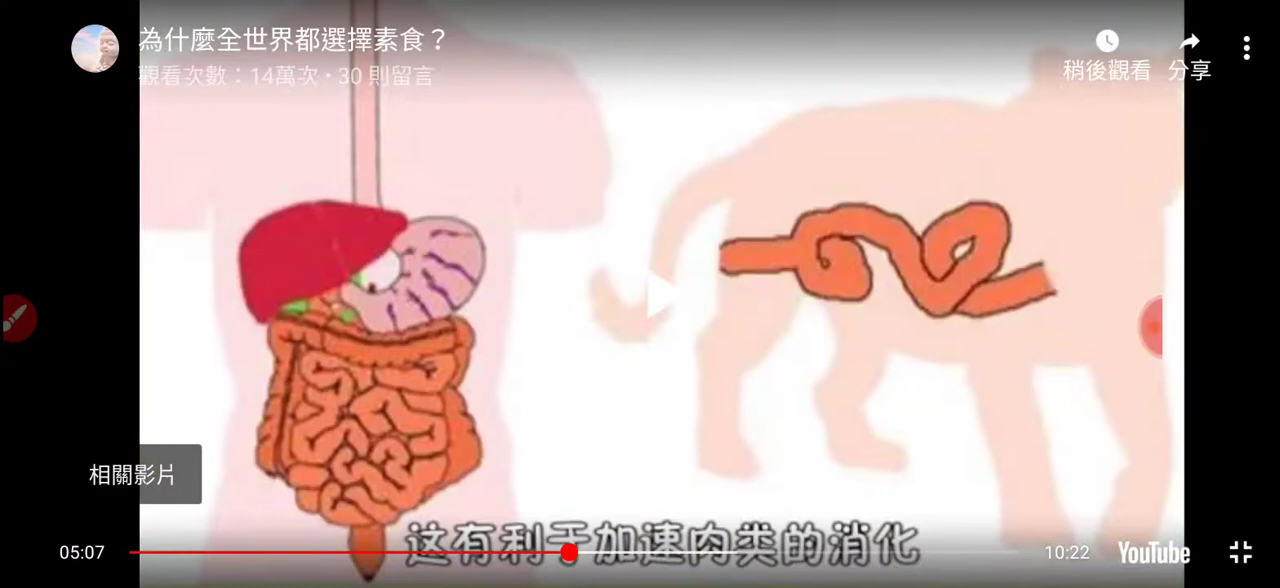 為什麼全世界都選擇素食？
觀看次數：14萬次・30 則留言
稍後觀看
分享
相關影片
这有利于加速肉类的消化
05:07
10:22
YouTube